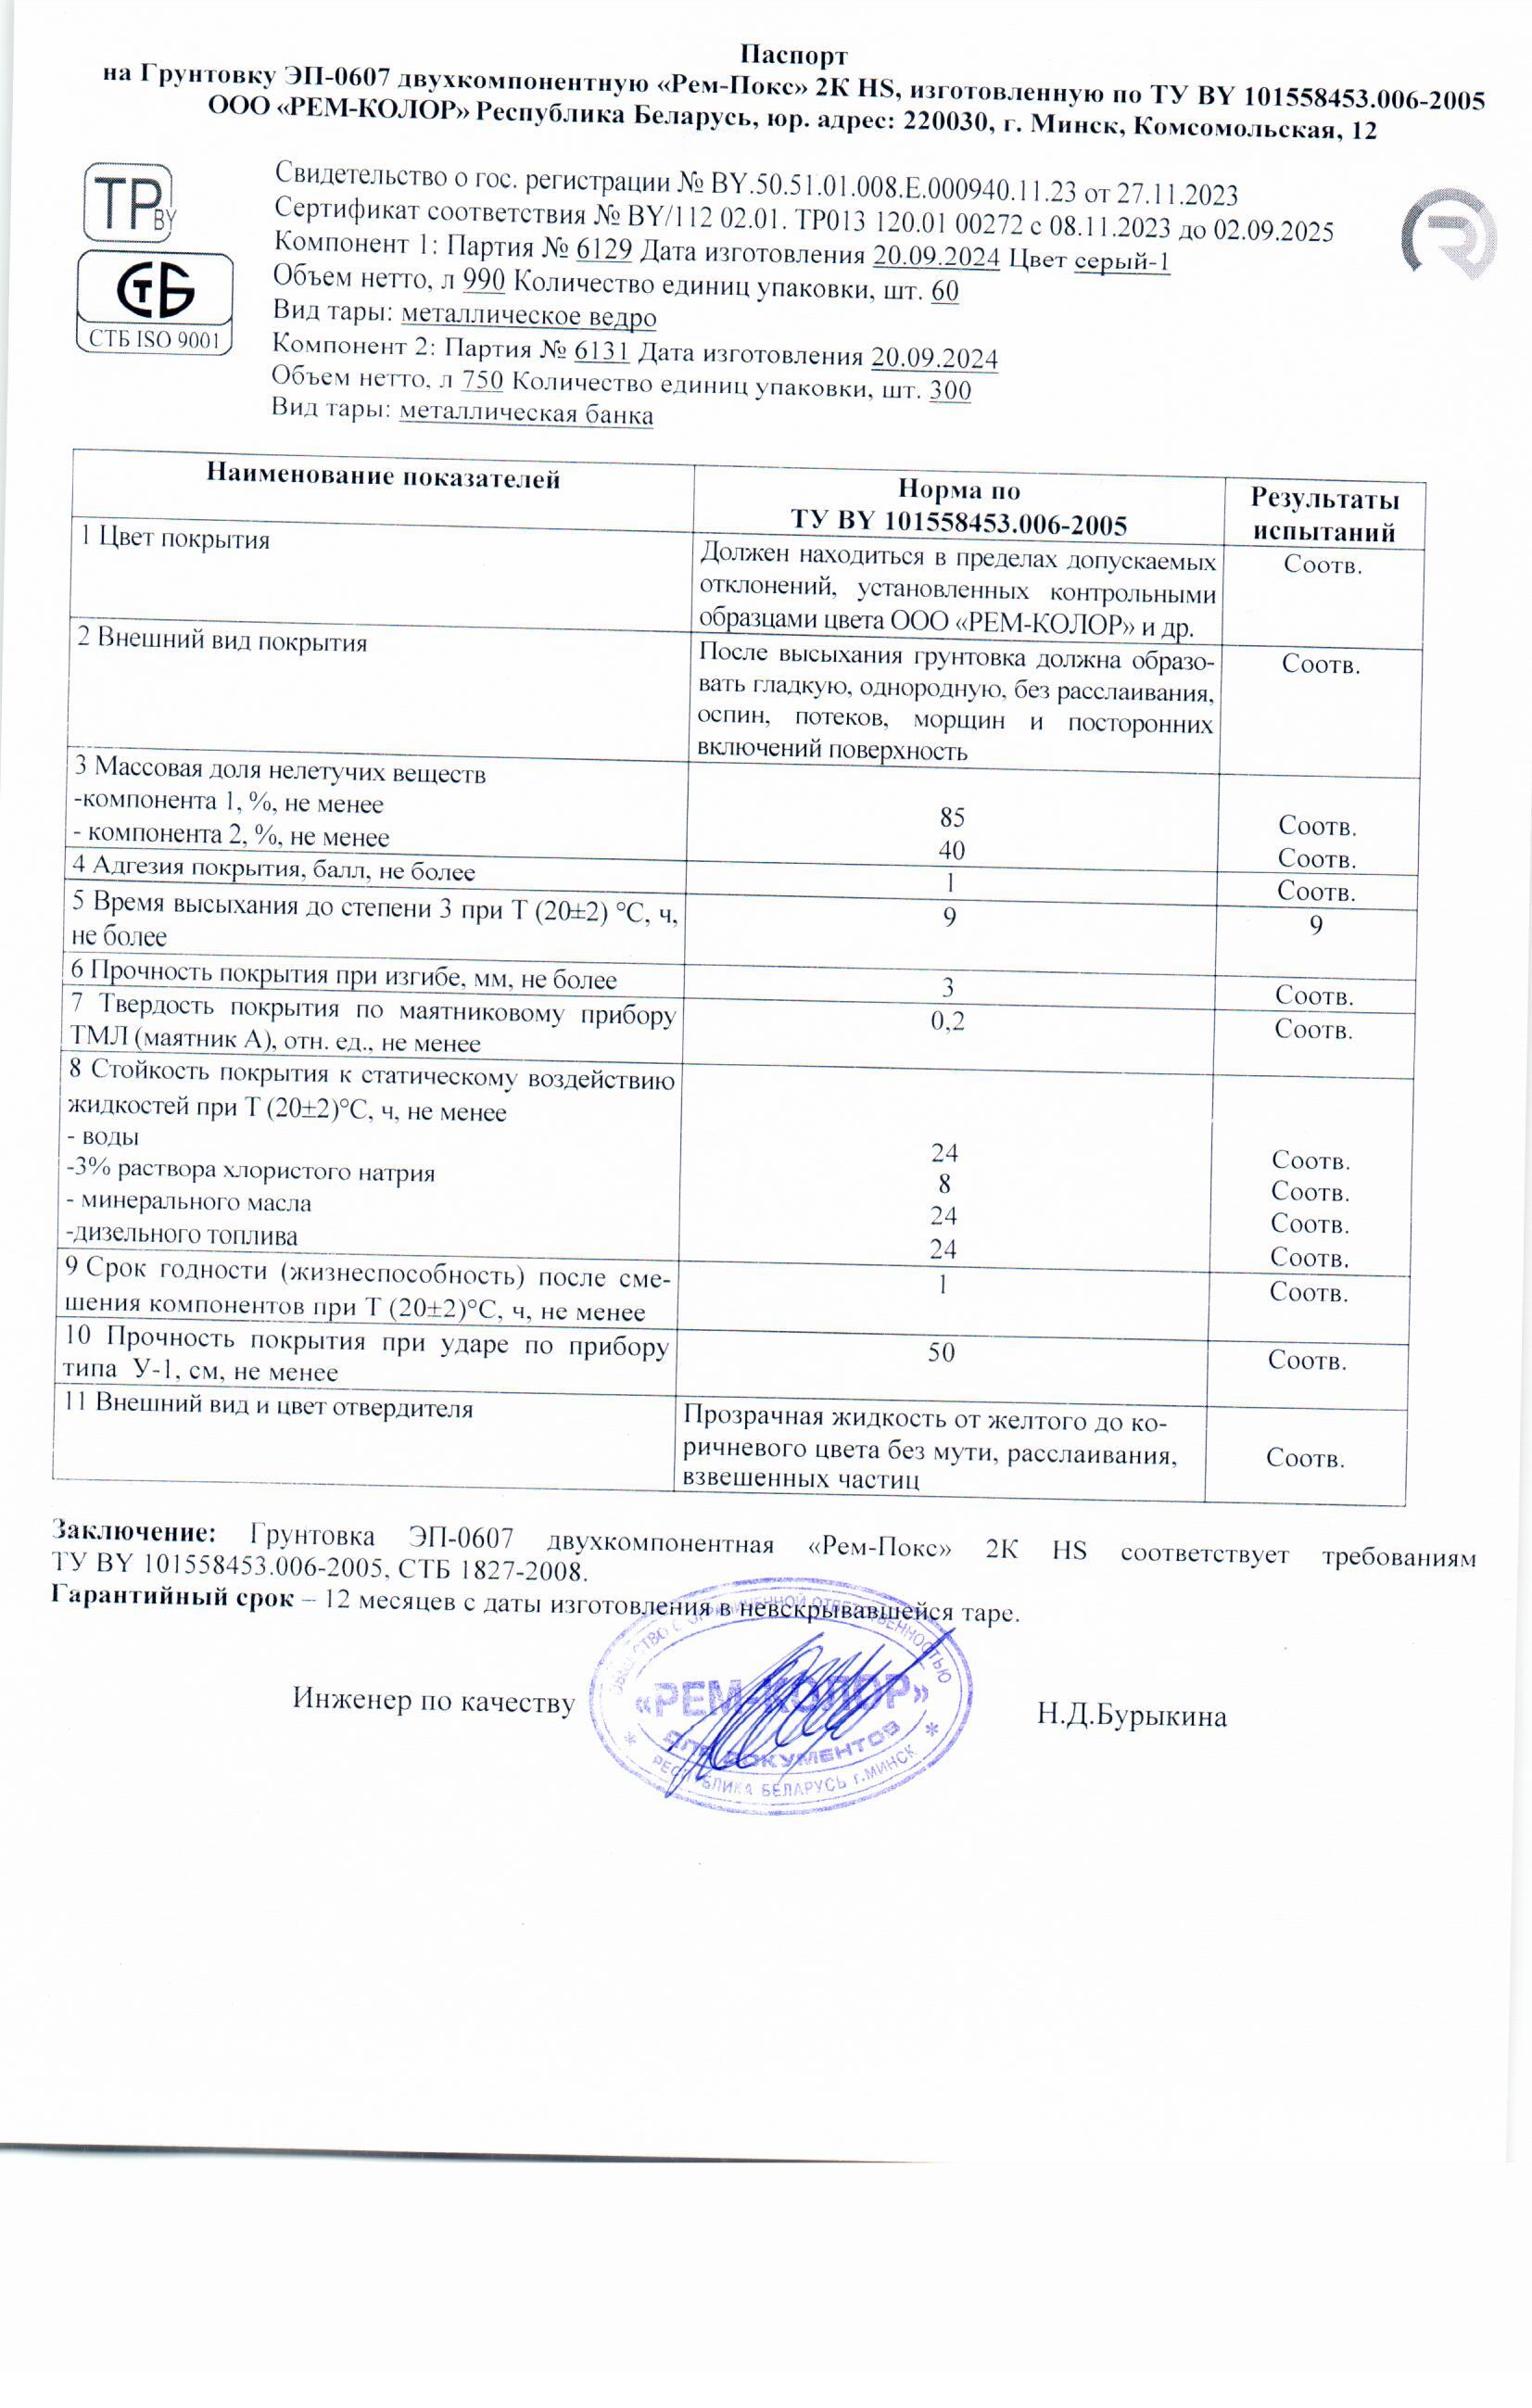 Паспорт
на Грунтовку ЭП-0607 двухкомпонентную «Рем-Покс» 2К HS, изготовленную по ТУ BY 101558453.006-2005
ООО «РЕМ-КОЛОР» Республика Беларусь, юр. адрес: 220030, г. Минск, Комсомольская, 12
ТР BY
СТБ
СТБ ISO 9001
Свидетельство о гос. регистрации № BY.50.51.01.008.Е.000940.11.23 от 27.11.2023
Сертификат соответствия № BY/112 02.01. ТР013 120.01 00272 с 08.11.2023 до 02.09.2025
Компонент 1: Партия № 6129 Дата изготовления 20.09.2024 Цвет серый-1
Объем нетто, л 990 Количество единиц упаковки, шт. 60
Вид тары: металлическое ведро
Компонент 2: Партия № 6131 Дата изготовления 20.09.2024
Объем нетто, л 750 Количество единиц упаковки, шт. 300
Вид тары: металлическая банка
R
Наименование показателей
Норма по
ТУ BY 101558453.006-2005
Результаты
испытаний
1 Цвет покрытия
Должен находиться в пределах допускаемых
отклонений, установленных контрольными
образцами цвета ООО «РЕМ-КОЛОР» и др.
Соотв.
2 Внешний вид покрытия
После высыхания грунтовка должна образо-
вать гладкую, однородную, без расслаивания,
оспин, потеков, морщин и посторонних
включений поверхность
Соотв.
3 Массовая доля нелетучих веществ
-компонента 1, %, не менее 85 Соотв.
- компонента 2, %, не менее 40 Соотв.
4 Адгезия покрытия, балл, не более 1 Соотв.
5 Время высыхания до степени 3 при Т (20±2) °С, ч, 9 9
не более
6 Прочность покрытия при изгибе, мм, не более 3 Соотв.
7 Твердость покрытия по маятниковому прибору 0,2 Соотв.
ТМЛ (маятник А), отн. ед., не менее
8 Стойкость покрытия к статическому воздействию
жидкостей при Т (20±2)°С, ч, не менее
- воды 24 Соотв.
-3% раствора хлористого натрия 8 Соотв.
- минерального масла 24 Соотв.
-дизельного топлива 24 Соотв.
9 Срок годности (жизнеспособность) после сме- 1 Соотв.
шения компонентов при Т (20±2)°С, ч, не менее
10 Прочность покрытия при ударе по прибору 50 Соотв.
типа У-1, см, не менее
11 Внешний вид и цвет отвердителя
Прозрачная жидкость от желтого до ко-
ричневого цвета без мути, расслаивания,
взвешенных частиц
Соотв.
Заключение: Грунтовка ЭП-0607 двухкомпонентная «Рем-Покс» 2К HS соответствует требованиям
ТУ BY 101558453.006-2005, СТБ 1827-2008.
Гарантийный срок – 12 месяцев с даты изготовления в невскрывавшейся таре.
Инженер по качеству
Н.Д.Бурыкина
ОБЩЕСТВО С ОГРАНИЧЕННОЙ ОТВЕТСТВЕННОСТЬЮ
«РЕМ-КОЛОР»
ДЛЯ ДОКУМЕНТОВ
РЕСПУБЛИКА БЕЛАРУСЬ г.МИНСК